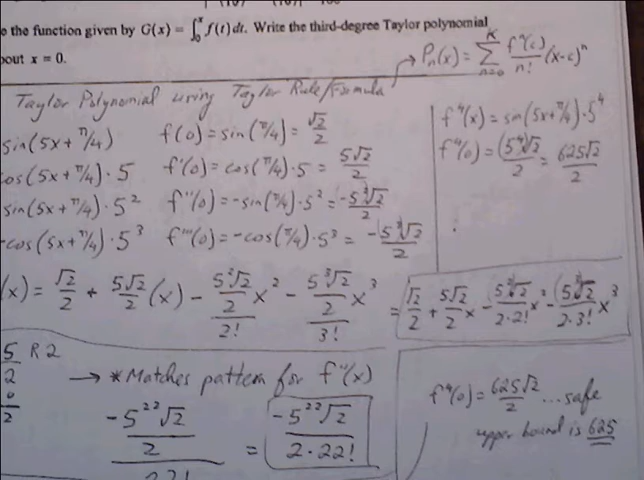 o the function given by G(x) = ∫₀ˣ f(t) dt. Write the third-degree Taylor polynomial
bout x = 0.
Taylor Polynomial using Taylor Rule/Formula → Pₙ(x) = Σ_{n=0}^{K} fⁿ(c)/n! (x-c)ⁿ
sin(5x + π/4)   f(0) = sin(π/4) = √2/2
cos(5x + π/4) · 5   f'(0) = cos(π/4) · 5 = 5√2/2
sin(5x + π/4) · 5²   f''(0) = -sin(π/4) · 5² = -5²√2/2
-cos(5x + π/4) · 5³   f'''(0) = -cos(π/4) · 5³ = -5³√2/2
f⁴(x) = sin(5x + π/4) · 5⁴
f⁴(0) = (5⁴√2)/2 = 625√2/2
(x) = √2/2 + 5√2/2 (x) - (5²√2/2)/2! x² - (5³√2/2)/3! x³ = √2/2 + 5√2/2 x - 5²√2/(2·2!) x² - (5³√2)/(2·3!) x³
5/2 R2
0/2
→ *Matches pattern for f''(x)
(-5²²√2/2)/22! = -5²²√2/(2·22!)
f⁴(0) = 625√2/2 ... safe
upper bound is 625